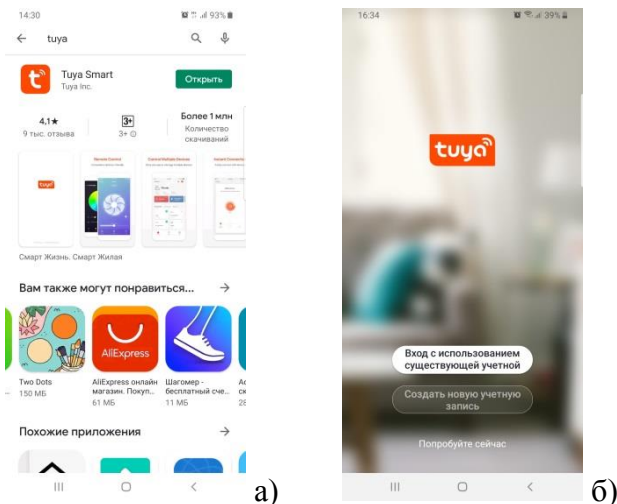 14:30
93%
tuya
Tuya Smart
Tuya Inc.
Открыть
4,1★
9 тыс. отзыва
3+
3+
Более 1 млн
Количество
скачиваний
tuya
Смарт Жизнь. Смарт Жилая
Вам также могут понравиться...
AliExpress
Two Dots
150 МБ
AliExpress онлайн
магазин. Покуп...
61 МБ
Шагомер -
бесплатный сче...
11 МБ
Похожие приложения
а)
16:34
39%
tuya
Вход с использованием
существующей учетной
Создать новую учетную
запись
Попробуйте сейчас
б)